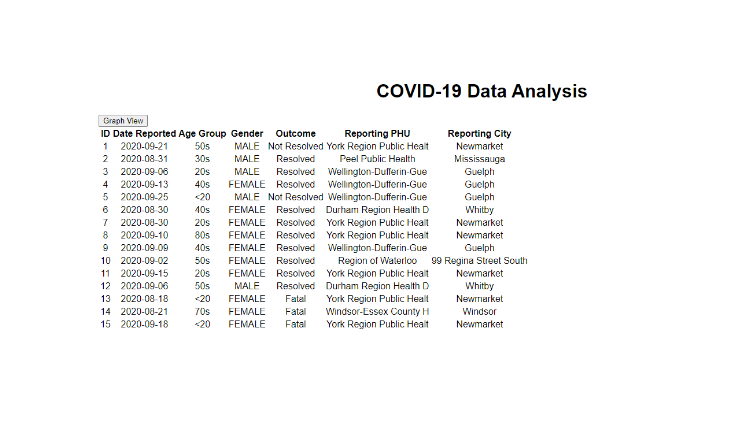 COVID-19 Data Analysis
Graph View
ID Date Reported Age Group Gender Outcome Reporting PHU Reporting City
1 2020-09-21 50s MALE Not Resolved York Region Public Healt Newmarket
2 2020-08-31 30s MALE Resolved Peel Public Health Mississauga
3 2020-09-06 20s MALE Resolved Wellington-Dufferin-Gue Guelph
4 2020-09-13 40s FEMALE Resolved Wellington-Dufferin-Gue Guelph
5 2020-09-25 <20 MALE Not Resolved Wellington-Dufferin-Gue Guelph
6 2020-08-30 40s FEMALE Resolved Durham Region Health D Whitby
7 2020-08-30 20s FEMALE Resolved York Region Public Healt Newmarket
8 2020-09-10 80s FEMALE Resolved York Region Public Healt Newmarket
9 2020-09-09 40s FEMALE Resolved Wellington-Dufferin-Gue Guelph
10 2020-09-02 50s FEMALE Resolved Region of Waterloo 99 Regina Street South
11 2020-09-15 20s FEMALE Resolved York Region Public Healt Newmarket
12 2020-09-06 50s MALE Resolved Durham Region Health D Whitby
13 2020-08-18 <20 FEMALE Fatal York Region Public Healt Newmarket
14 2020-08-21 70s FEMALE Fatal Windsor-Essex County H Windsor
15 2020-09-18 <20 FEMALE Fatal York Region Public Healt Newmarket